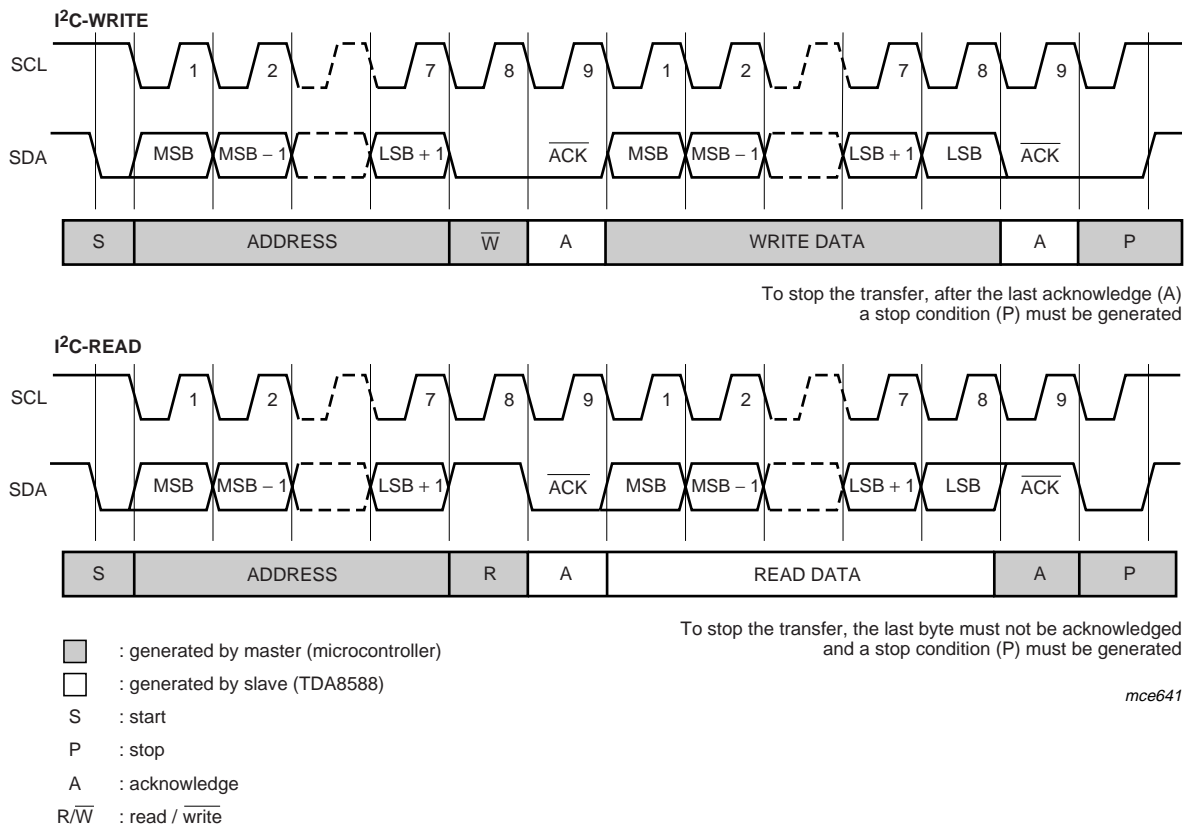 I²C-WRITE
SCL 1 2 7 8 9 1 2 7 8 9
SDA MSB MSB − 1 LSB + 1 A̅C̅K̅ MSB MSB − 1 LSB + 1 LSB A̅C̅K̅
S ADDRESS W̅ A WRITE DATA A P
To stop the transfer, after the last acknowledge (A)
a stop condition (P) must be generated
I²C-READ
SCL 1 2 7 8 9 1 2 7 8 9
SDA MSB MSB − 1 LSB + 1 A̅C̅K̅ MSB MSB − 1 LSB + 1 LSB A̅C̅K̅
S ADDRESS R A READ DATA A P
To stop the transfer, the last byte must not be acknowledged
and a stop condition (P) must be generated
: generated by master (microcontroller)
: generated by slave (TDA8588)
mce641
S : start
P : stop
A : acknowledge
R/W̅ : read / w̅r̅i̅t̅e̅